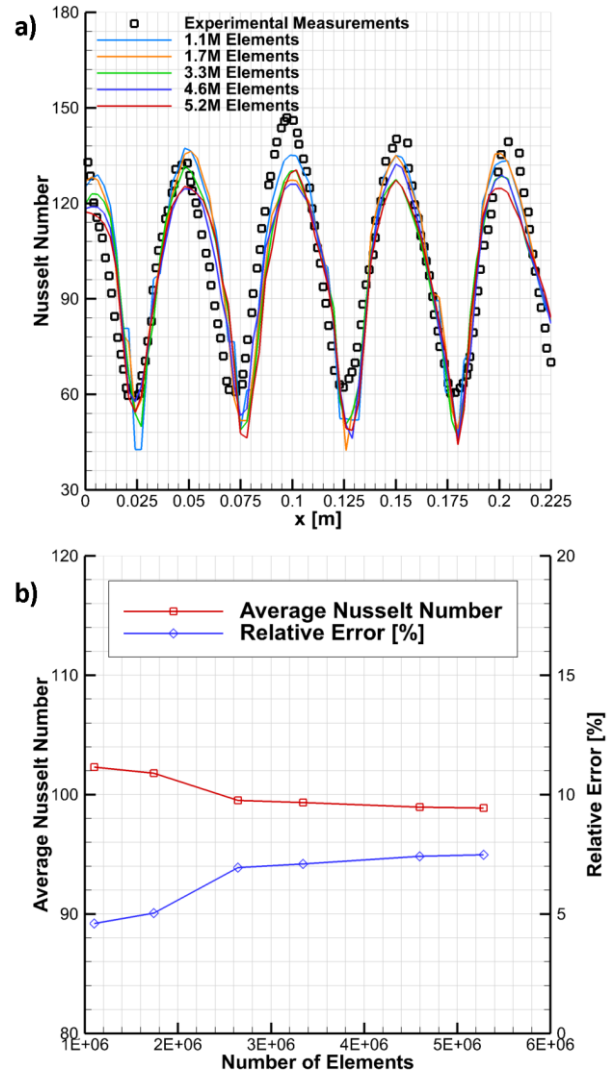 a)
180
150
120
90
60
30
Nusselt Number
Experimental Measurements
1.1M Elements
1.7M Elements
3.3M Elements
4.6M Elements
5.2M Elements
0 0.025 0.05 0.075 0.1 0.125 0.15 0.175 0.2 0.225
x [m]
b)
120
110
100
90
80
Average Nusselt Number
Average Nusselt Number
Relative Error [%]
20
15
10
5
0
Relative Error [%]
1E+06 2E+06 3E+06 4E+06 5E+06 6E+06
Number of Elements